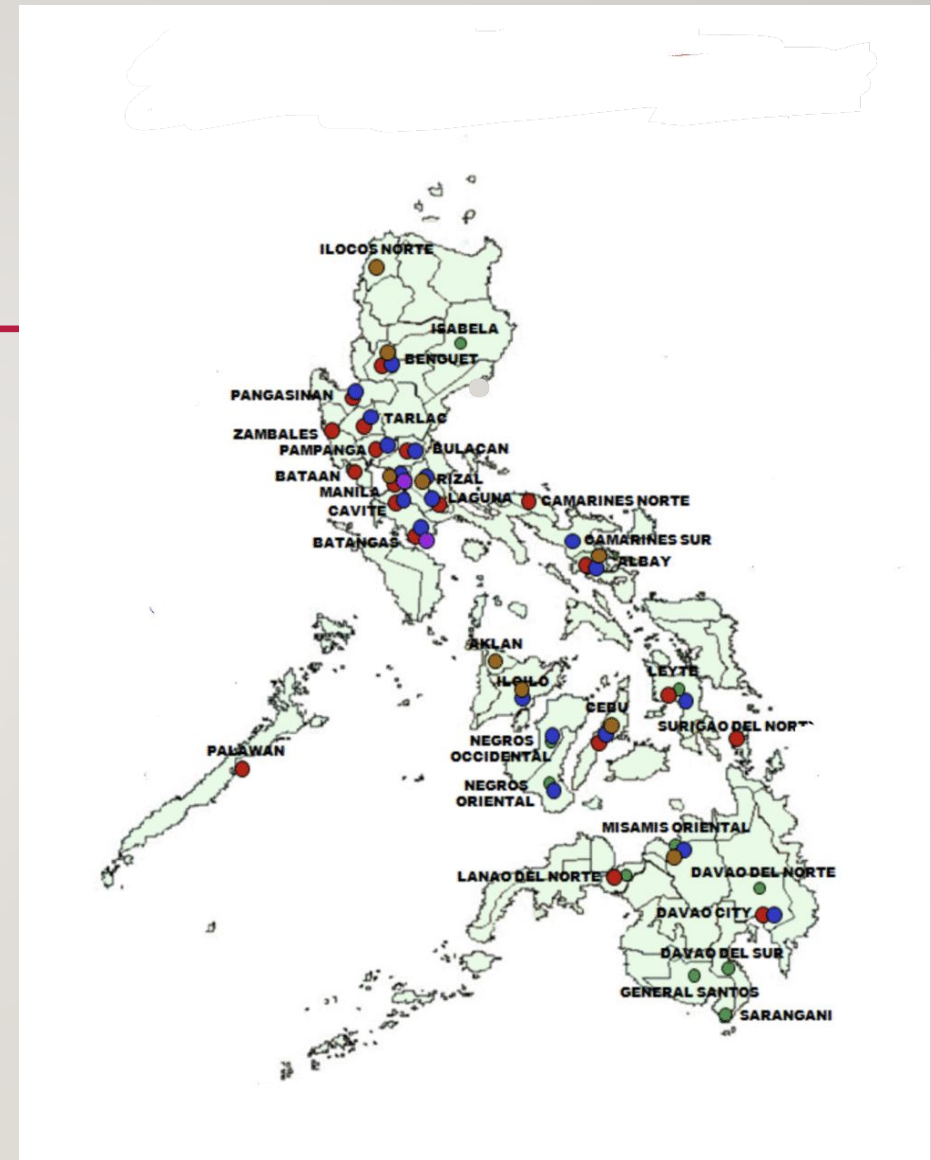 ILOCOS NORTE
ISABELA
BENGUET
PANGASINAN
TARLAC
ZAMBALES
PAMPANGA
BULACAN
BATAAN
RIZAL
MANILA
LAGUNA
CAMARINES NORTE
CAVITE
BATANGAS
CAMARINES SUR
ALBAY
AKLAN
LEYTE
ILOILO
CEBU
SURIGAO DEL NORT
NEGROS
OCCIDENTAL
PALAWAN
NEGROS
ORIENTAL
MISAMIS ORIENTAL
LANAO DEL NORTE
DAVAO DEL NORTE
DAVAO CITY
DAVAO DEL SUR
GENERAL SANTOS
SARANGANI